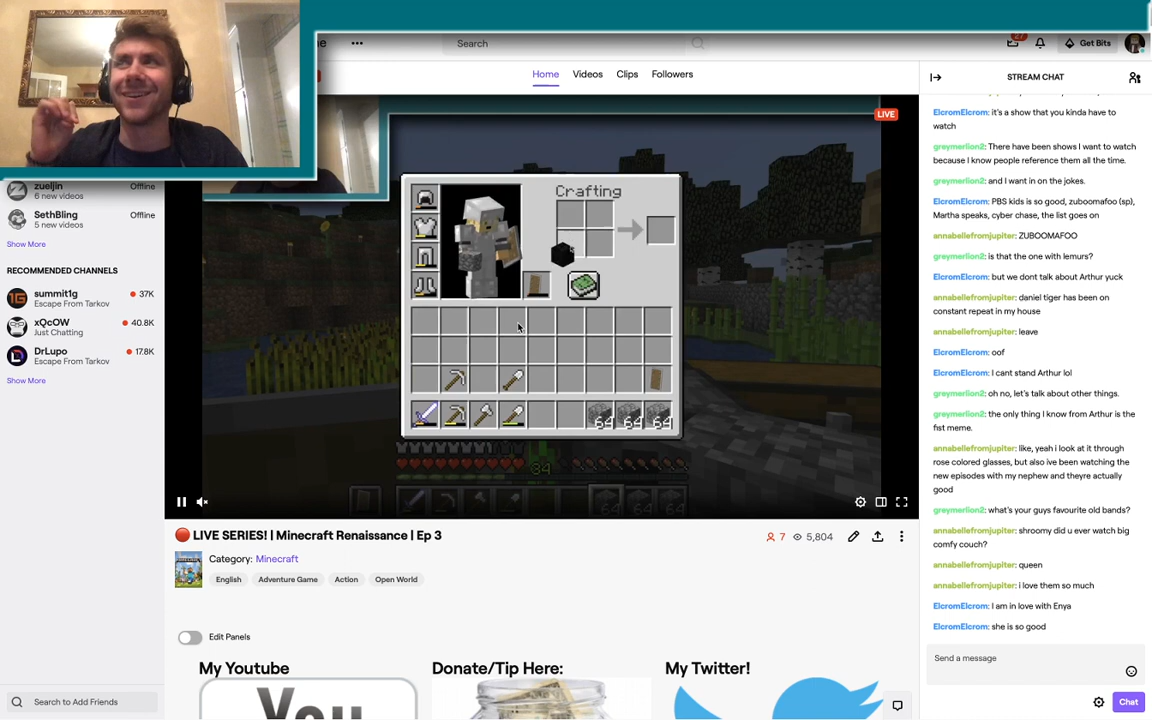 Search
27
Get Bits
Home Videos Clips Followers
STREAM CHAT
LIVE
Crafting
64 64 64
34
64 64 64
zueljin Offline
6 new videos
SethBling Offline
5 new videos
Show More
RECOMMENDED CHANNELS
summit1g 37K
Escape From Tarkov
xQcOW 40.8K
Just Chatting
DrLupo 17.8K
Escape From Tarkov
Show More
Search to Add Friends
LIVE SERIES! | Minecraft Renaissance | Ep 3
7 5,804
Category: Minecraft
English Adventure Game Action Open World
Edit Panels
My Youtube Donate/Tip Here: My Twitter!
You
ElcromElcrom: it's a show that you kinda have to
watch
greymerlion2: There have been shows I want to watch
because I know people reference them all the time.
greymerlion2: and I want in on the jokes.
ElcromElcrom: PBS kids is so good, zuboomafoo (sp),
Martha speaks, cyber chase, the list goes on
annabellefromjupiter: ZUBOOMAFOO
greymerlion2: is that the one with lemurs?
ElcromElcrom: but we dont talk about Arthur yuck
annabellefromjupiter: daniel tiger has been on
constant repeat in my house
annabellefromjupiter: leave
ElcromElcrom: oof
ElcromElcrom: I cant stand Arthur lol
greymerlion2: oh no, let's talk about other things.
greymerlion2: the only thing I know from Arthur is the
fist meme.
annabellefromjupiter: like, yeah i look at it through
rose colored glasses, but also ive been watching the
new episodes with my nephew and theyre actually
good
greymerlion2: what's your guys favourite old bands?
annabellefromjupiter: shroomy did u ever watch big
comfy couch?
annabellefromjupiter: queen
annabellefromjupiter: i love them so much
ElcromElcrom: I am in love with Enya
ElcromElcrom: she is so good
Send a message
Chat